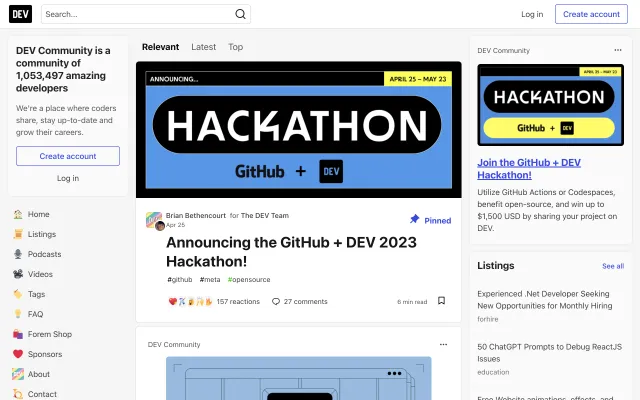 DEV
Search...
Log in
Create account
DEV Community is a
community of
1,053,497 amazing
developers
We're a place where coders
share, stay up-to-date and
grow their careers.
Create account
Log in
Home
Listings
Podcasts
Videos
Tags
FAQ
Forem Shop
Sponsors
About
Contact
Relevant
Latest
Top
ANNOUNCING...
APRIL 25 – MAY 23
HACKATHON
GitHub + DEV
Brian Bethencourt for The DEV Team
Apr 25
Pinned
Announcing the GitHub + DEV 2023
Hackathon!
#github #meta #opensource
157 reactions
27 comments
6 min read
DEV Community
DEV Community
APRIL 25 – MAY 23
HACKATHON
GitHub + DEV
Join the GitHub + DEV
Hackathon!
Utilize GitHub Actions or Codespaces,
benefit open-source, and win up to
$1,500 USD by sharing your project on
DEV.
Listings
See all
Experienced .Net Developer Seeking
New Opportunities for Monthly Hiring
forhire
50 ChatGPT Prompts to Debug ReactJS
Issues
education
Free Website animations, effects, and